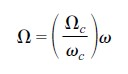 Ω = (Ω_c / ω_c) ω